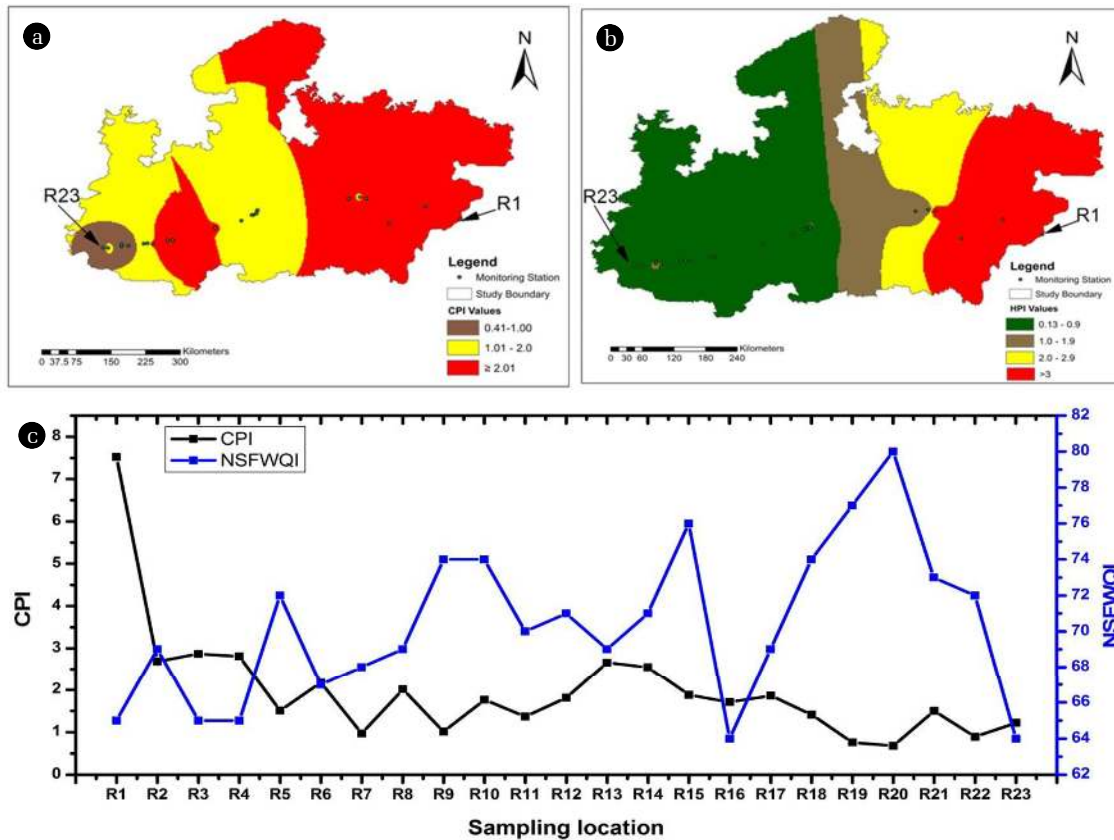 a
N
R23
R1
Legend
Monitoring Station
Study Boundary
CPI Values
0.41-1.00
1.01 - 2.0
≥ 2.01
Kilometers
0 37.5 75 150 225 300
b
N
R23
R1
Legend
Monitoring Station
Study Boundary
HPI Values
0.13 - 0.9
1.0 - 1.9
2.0 - 2.9
>3
Kilometers
0 30 60 120 180 240
c
CPI
NSFWQI
8
7
6
5
4
3
2
1
0
CPI
82
80
78
76
74
72
70
68
66
64
62
NSFWQI
R1 R2 R3 R4 R5 R6 R7 R8 R9 R10 R11 R12 R13 R14 R15 R16 R17 R18 R19 R20 R21 R22 R23
Sampling location